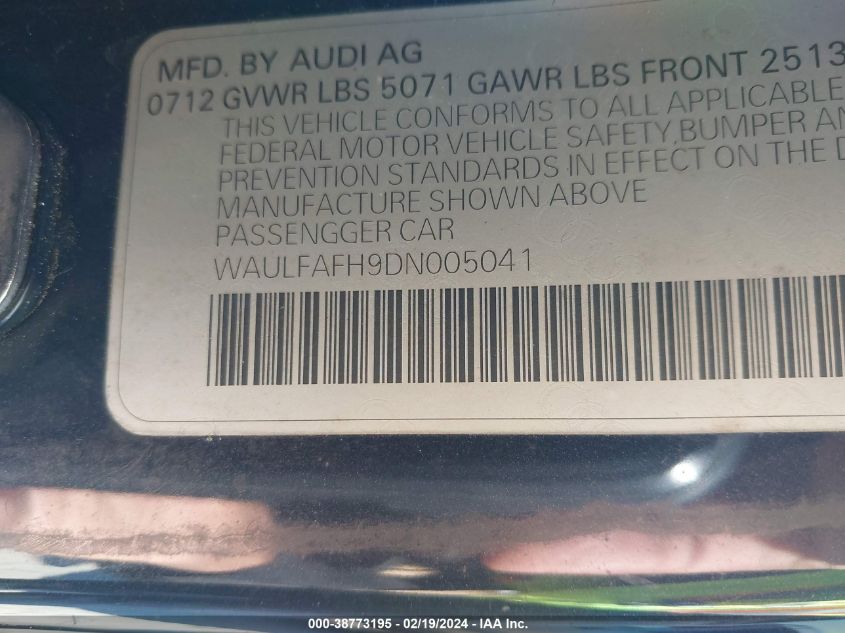 MFD. BY AUDI AG
0712 GVWR LBS 5071 GAWR LBS FRONT 2513
THIS VEHICLE CONFORMS TO ALL APPLICABLE
FEDERAL MOTOR VEHICLE SAFETY, BUMPER
PREVENTION STANDARDS IN EFFECT ON THE
MANUFACTURE SHOWN ABOVE
PASSENGGER CAR
WAULFAFH9DN005041
000-38773195 - 02/19/2024 - IAA Inc.